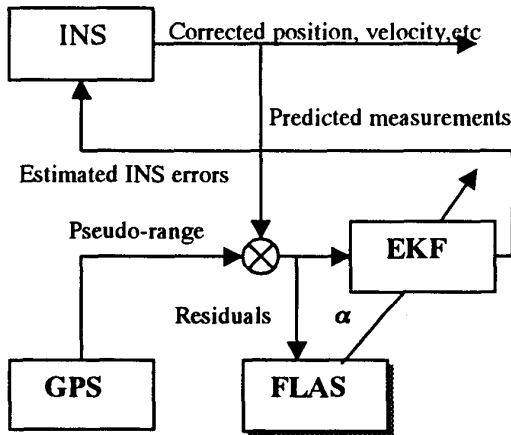 INS
Corrected position, velocity,etc
Predicted measurements
Estimated INS errors
Pseudo-range
EKF
Residuals
α
GPS
FLAS